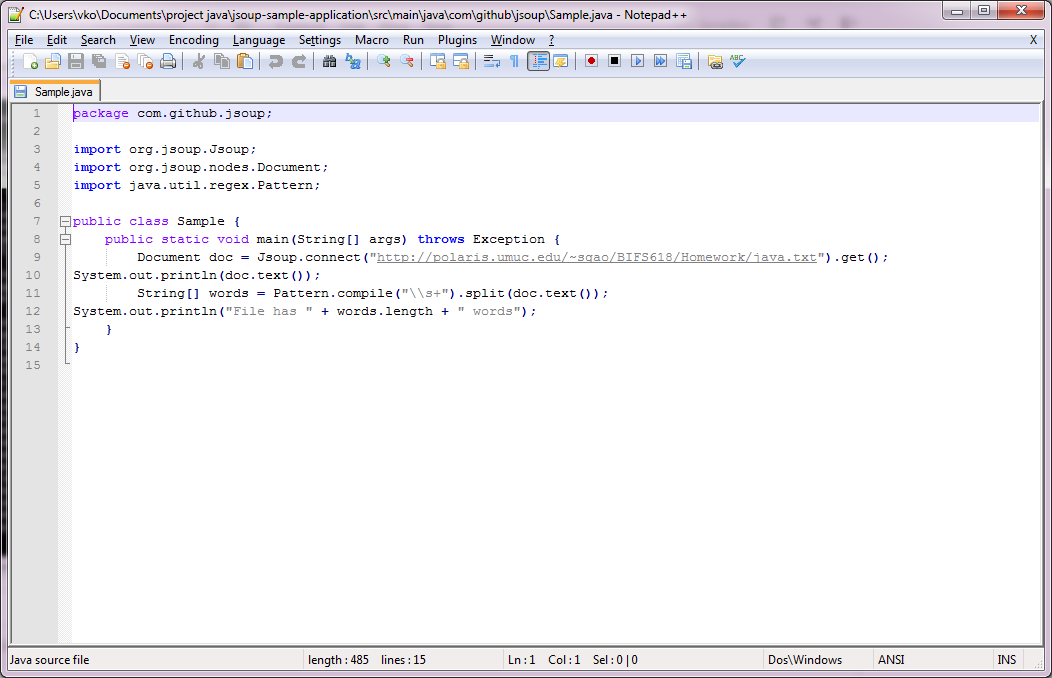 C:\Users\vko\Documents\project java\jsoup-sample-application\src\main\java\com\github\jsoup\Sample.java - Notepad++
File Edit Search View Encoding Language Settings Macro Run Plugins Window ? X
ABC
Sample.java
1 package com.github.jsoup;
2
3 import org.jsoup.Jsoup;
4 import org.jsoup.nodes.Document;
5 import java.util.regex.Pattern;
6
7 public class Sample {
8 public static void main(String[] args) throws Exception {
9 Document doc = Jsoup.connect("http://polaris.umuc.edu/~sgao/BIFS618/Homework/java.txt").get();
10 System.out.println(doc.text());
11 String[] words = Pattern.compile("\\s+").split(doc.text());
12 System.out.println("File has " + words.length + " words");
13 }
14 }
15
Java source file length : 485 lines : 15 Ln : 1 Col : 1 Sel : 0 | 0 Dos\Windows ANSI INS